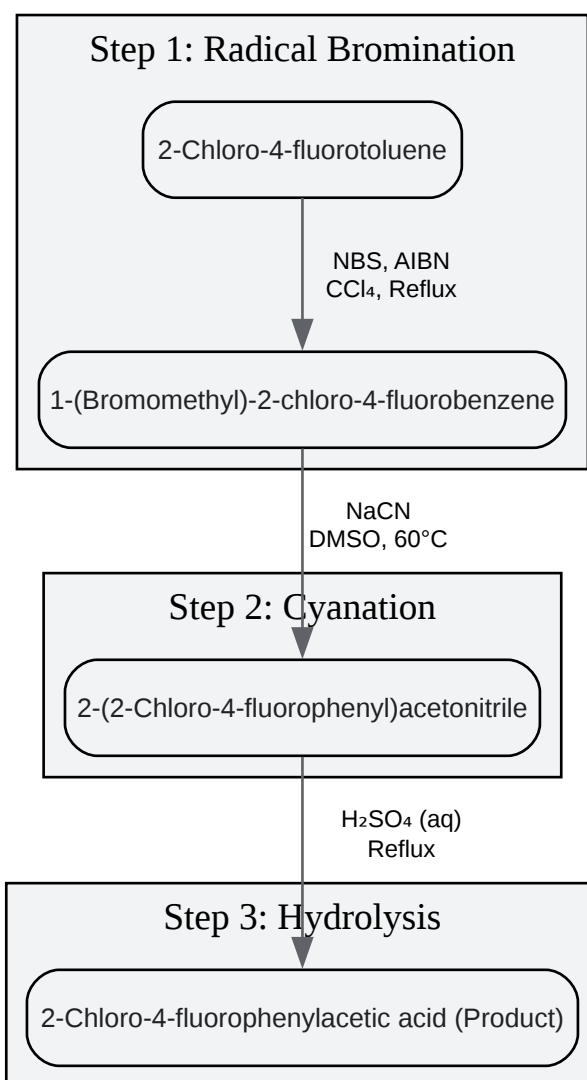 Step 1: Radical Bromination
2-Chloro-4-fluorotoluene
NBS, AIBN
CCl₄, Reflux
1-(Bromomethyl)-2-chloro-4-fluorobenzene
NaCN
DMSO, 60°C
Step 2: Cyanation
2-(2-Chloro-4-fluorophenyl)acetonitrile
H₂SO₄ (aq)
Reflux
Step 3: Hydrolysis
2-Chloro-4-fluorophenylacetic acid (Product)